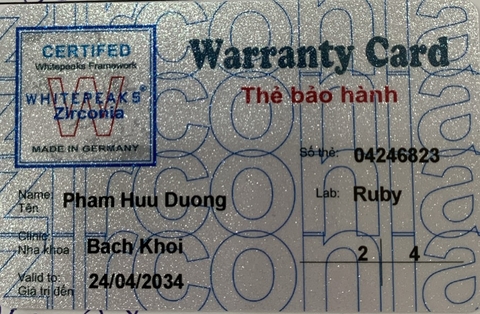 CERTIFED
Whitepeaks Framework
WHITEPEAKS®
W
Zirconia
MADE IN GERMANY
Warranty Card
Thẻ bảo hành
Số thẻ: 04246823
Name:
Tên
Pham Huu Duong
Lab: Ruby
Clinic
Nha khoa
Bach Khoi
2 4
Valid to:
Giá trị đến
24/04/2034